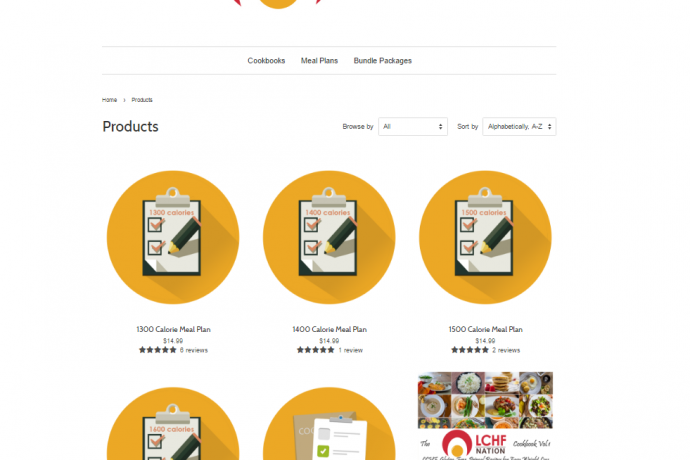 Cookbooks Meal Plans Bundle Packages
Home › Products
Products
Browse by All Sort by Alphabetically, A-Z
1300 calories 1400 calories 1500 calories
1300 Calorie Meal Plan 1400 Calorie Meal Plan 1500 Calorie Meal Plan
$14.99 $14.99 $14.99
6 reviews 1 review 2 reviews
1600 calories
The LCHF NATION Cookbook Vol.1